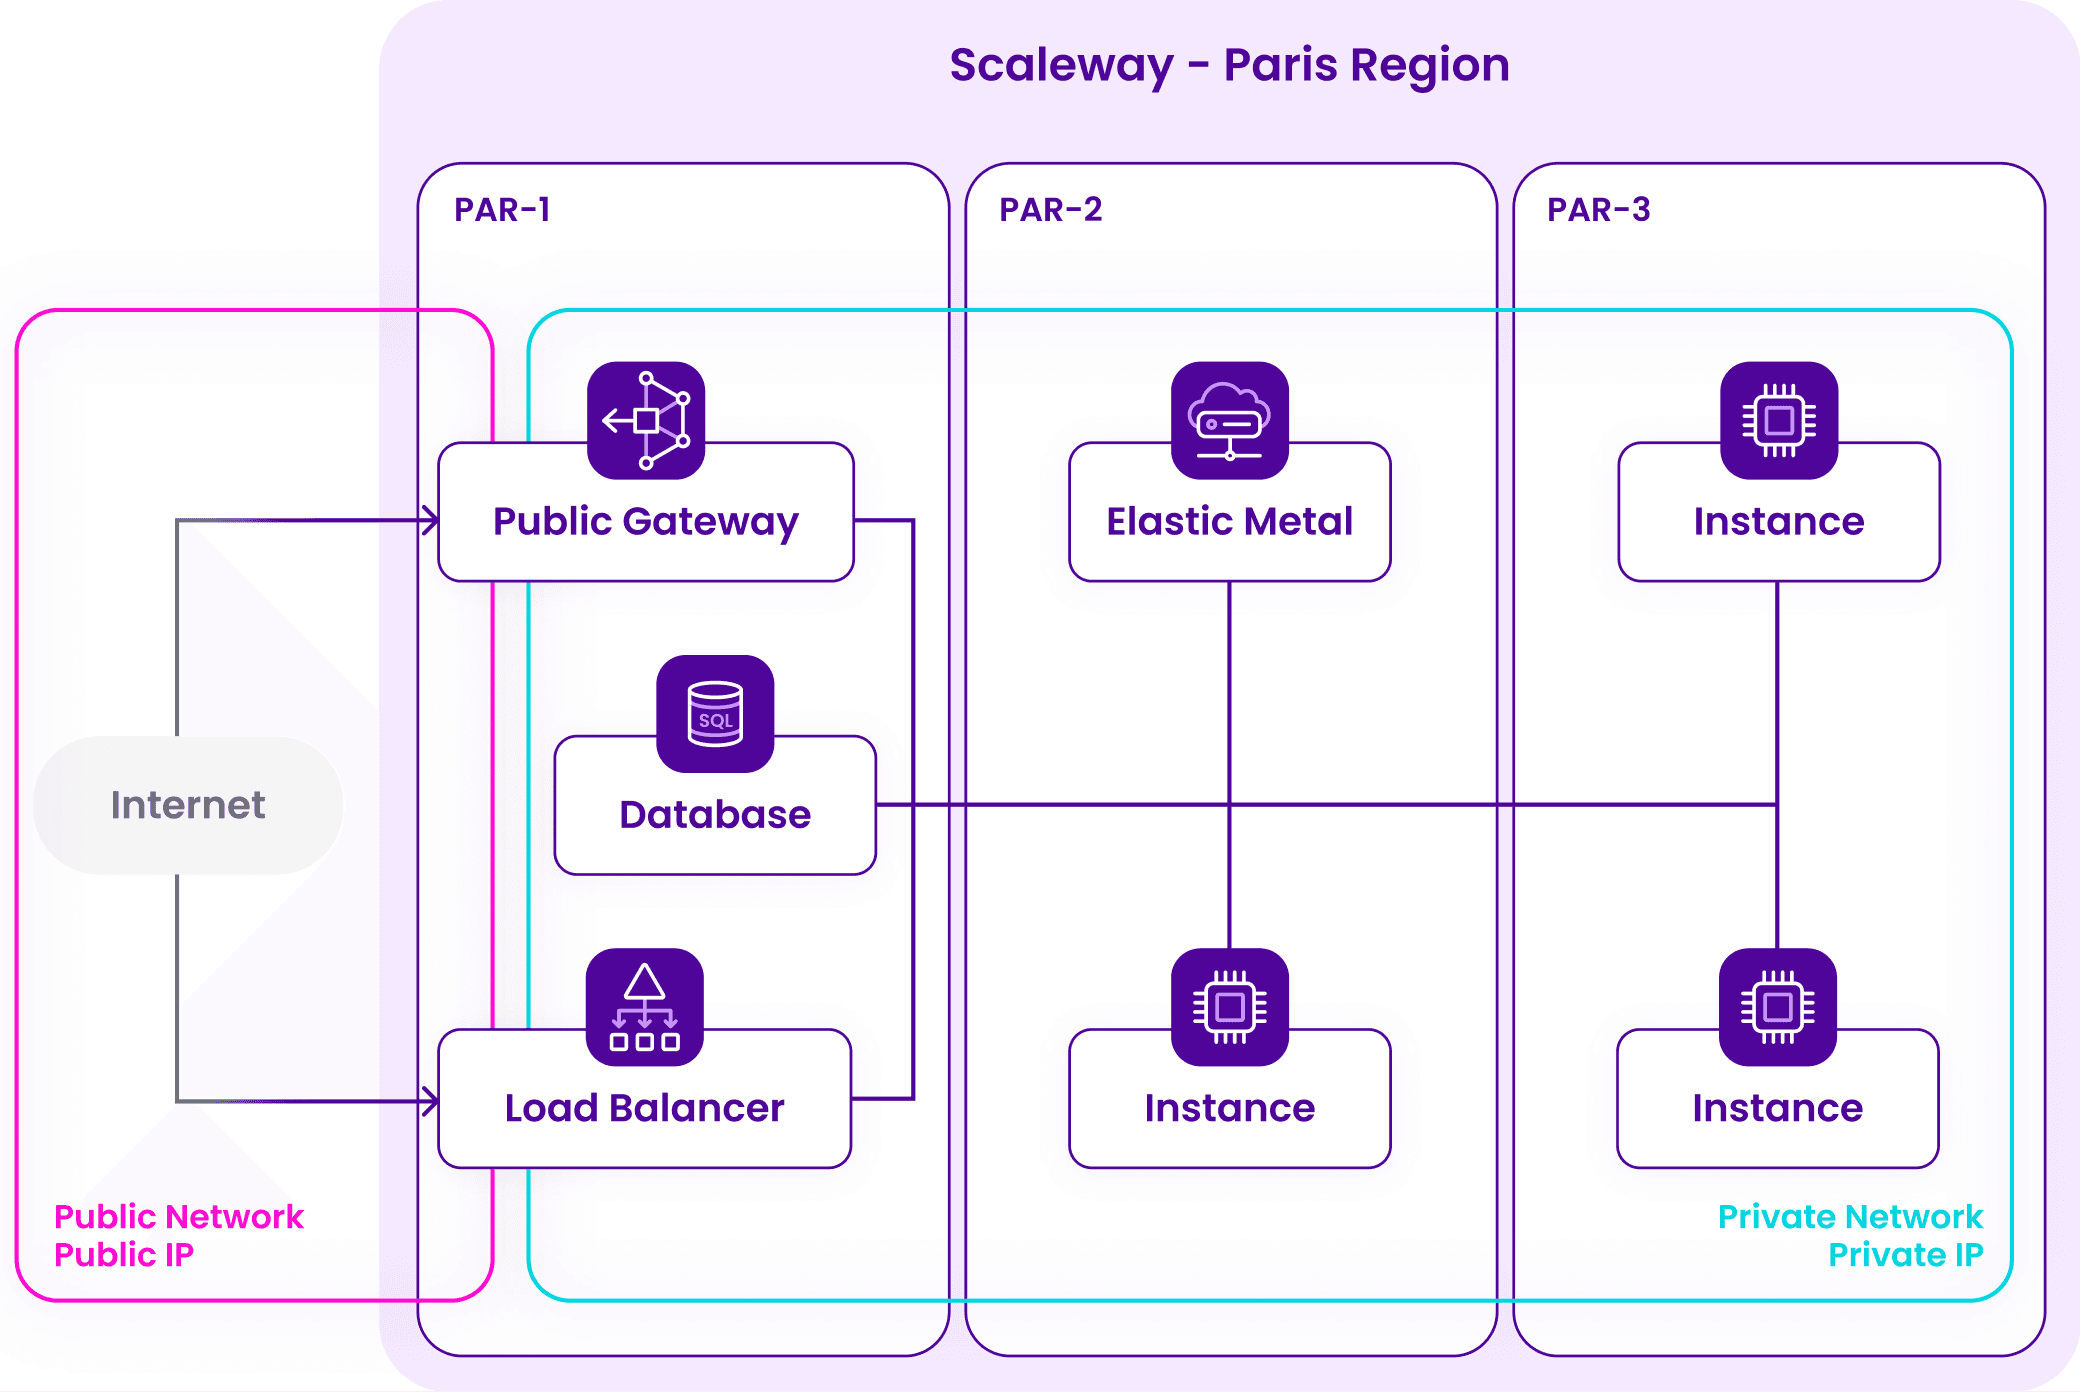 Scaleway - Paris Region
PAR-1
PAR-2
PAR-3
Public Gateway
Elastic Metal
Instance
SQL
Internet
Database
Load Balancer
Instance
Instance
Public Network
Public IP
Private Network
Private IP